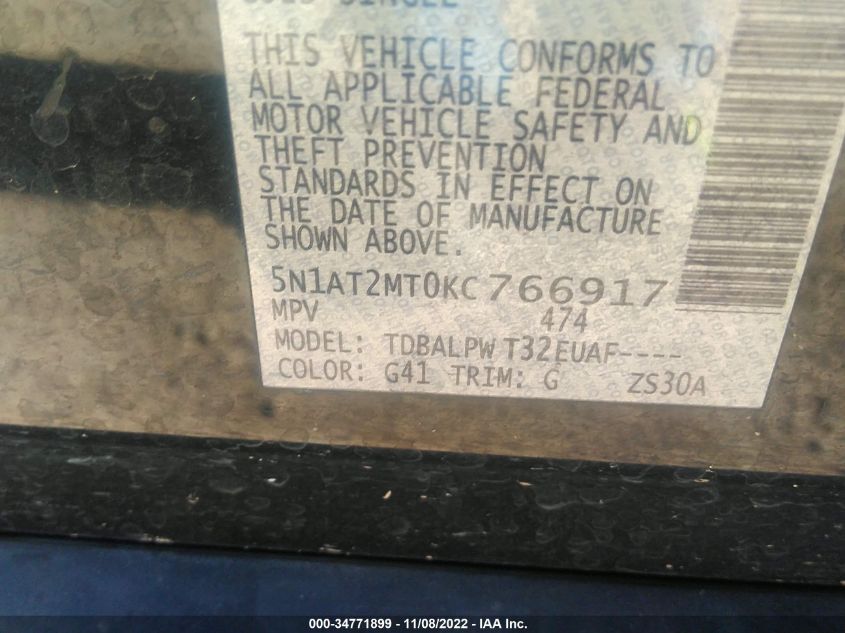 THIS VEHICLE CONFORMS TO
ALL APPLICABLE FEDERAL
MOTOR VEHICLE SAFETY AND
THEFT PREVENTION
STANDARDS IN EFFECT ON
THE DATE OF MANUFACTURE
SHOWN ABOVE.
5N1AT2MT0KC766917
MPV 474
MODEL: TDBALPW T32EUAF----
COLOR: G41 TRIM: G ZS30A
000-34771899 - 11/08/2022 - IAA Inc.